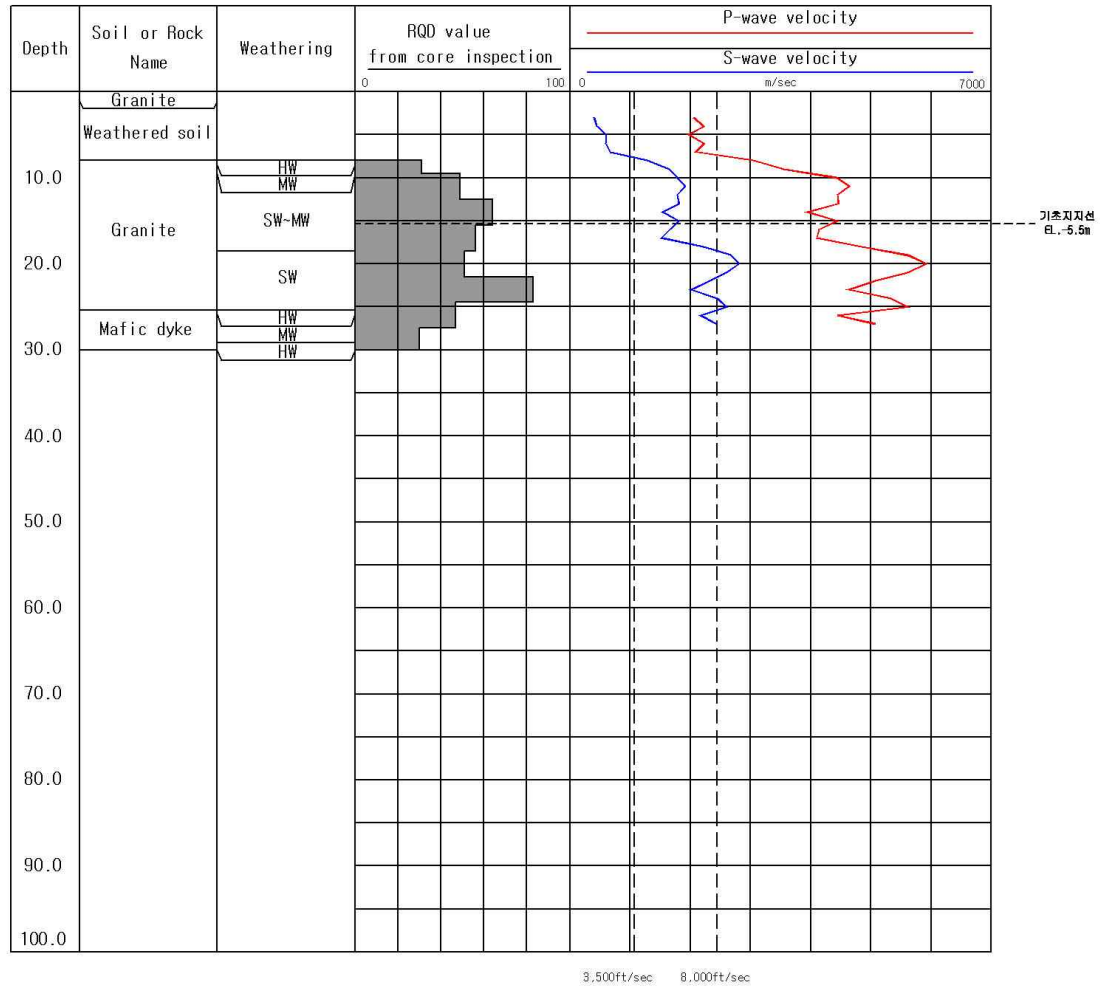 Depth
Soil or Rock
Name
Weathering
RQD value
from core inspection
0 100
P-wave velocity
S-wave velocity
0 m/sec 7000
Granite
Weathered soil
HW
10.0
MW
Granite
SW~MW
기초지지선
EL.-5.5m
20.0
SW
Mafic dyke
HW
MW
30.0
HW
40.0
50.0
60.0
70.0
80.0
90.0
100.0
3,500ft/sec 8,000ft/sec